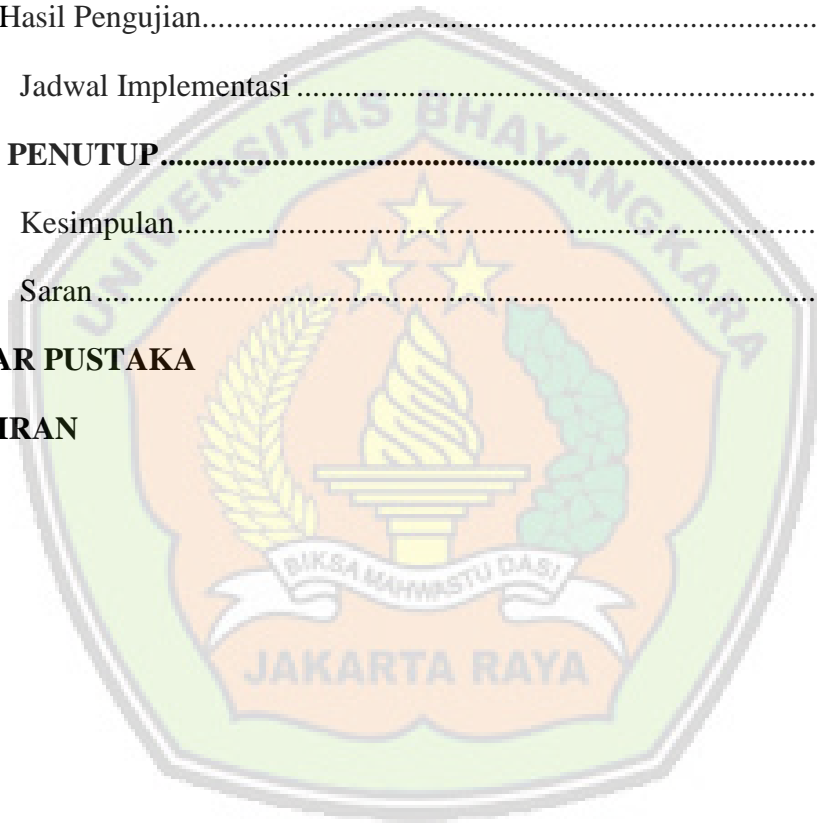 Hasil Pengujian....................................................................................
Jadwal Implementasi..........................................................................
PENUTUP...........................................................................................
Kesimpulan........................................................................................
Saran..................................................................................................
AR PUSTAKA
IRAN
UNIVERSITAS BHAYANGKARA
BIKSA MAHWASTU DASI
JAKARTA RAYA